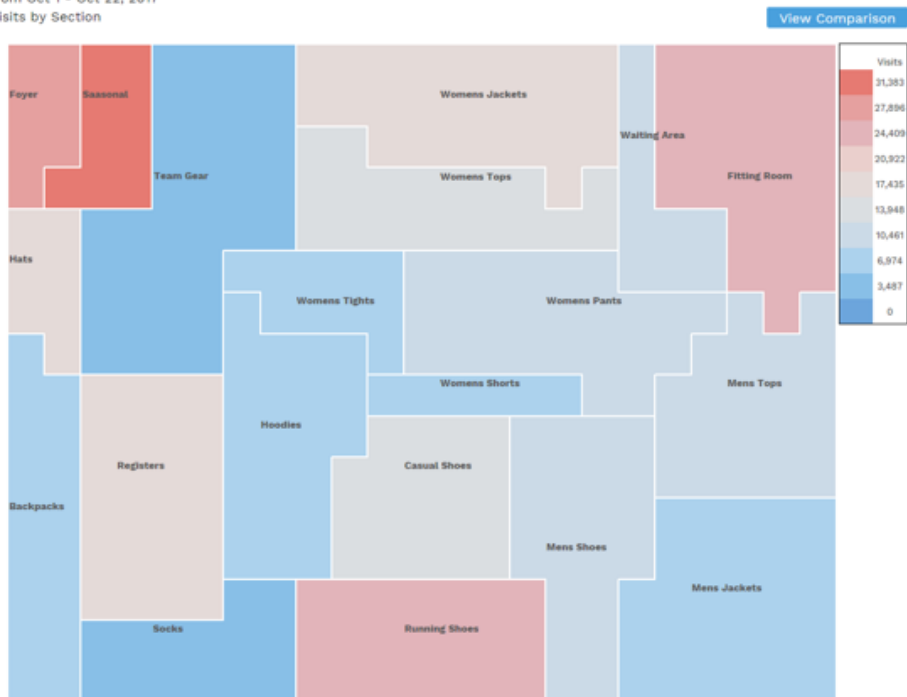 Visits by Section
View Comparison
Foyer
Seasonal
Team Gear
Womens Jackets
Womens Tops
Waiting Area
Fitting Room
Hats
Womens Tights
Womens Pants
Womens Shorts
Mens Tops
Hoodies
Registers
Casual Shoes
Backpacks
Mens Shoes
Mens Jackets
Socks
Running Shoes
Visits
31,383
27,896
24,409
20,922
17,435
13,948
10,461
6,974
3,487
0